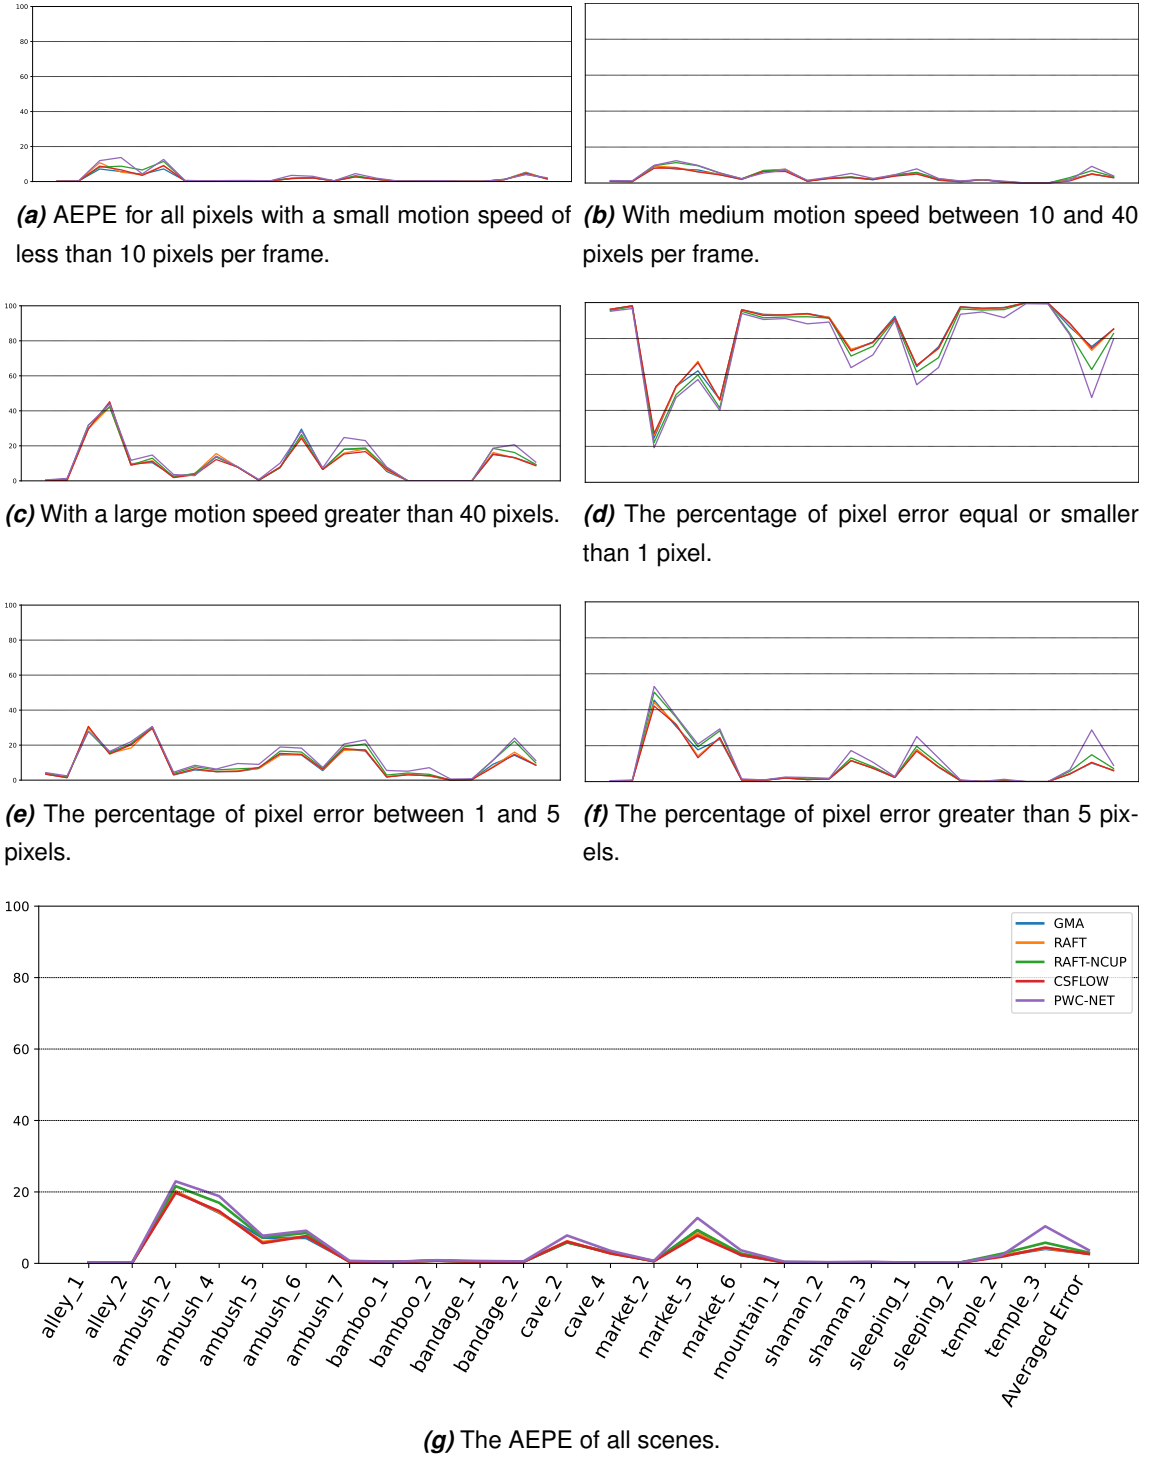 100
80
60
40
20
0
(a) AEPE for all pixels with a small motion speed of
less than 10 pixels per frame.
(b) With medium motion speed between 10 and 40
pixels per frame.
100
80
60
40
20
0
(c) With a large motion speed greater than 40 pixels.
(d) The percentage of pixel error equal or smaller
than 1 pixel.
100
80
60
40
20
0
(e) The percentage of pixel error between 1 and 5
pixels.
(f) The percentage of pixel error greater than 5 pix-
els.
100
80
60
40
20
0
GMA
RAFT
RAFT-NCUP
CSFLOW
PWC-NET
alley_1
alley_2
ambush_2
ambush_4
ambush_5
ambush_6
ambush_7
bamboo_1
bamboo_2
bandage_1
bandage_2
cave_2
cave_4
market_2
market_5
market_6
mountain_1
shaman_2
shaman_3
sleeping_1
sleeping_2
temple_2
temple_3
Averaged Error
(g) The AEPE of all scenes.